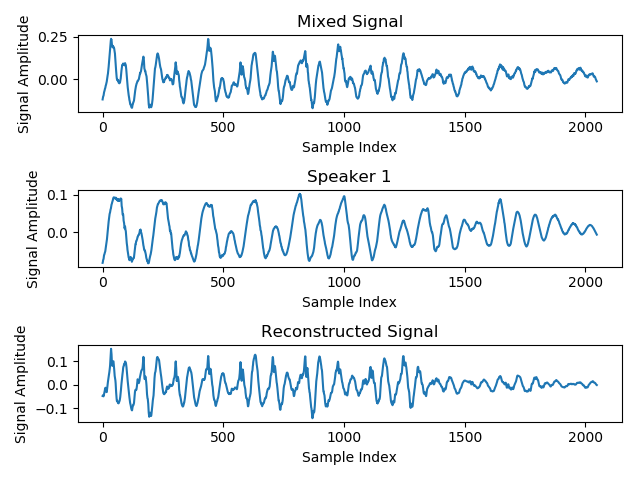 Mixed Signal
Signal Amplitude
0.25
0.00
0 500 1000 1500 2000
Sample Index
Speaker 1
Signal Amplitude
0.1
0.0
0 500 1000 1500 2000
Sample Index
Reconstructed Signal
Signal Amplitude
0.1
0.0
−0.1
0 500 1000 1500 2000
Sample Index